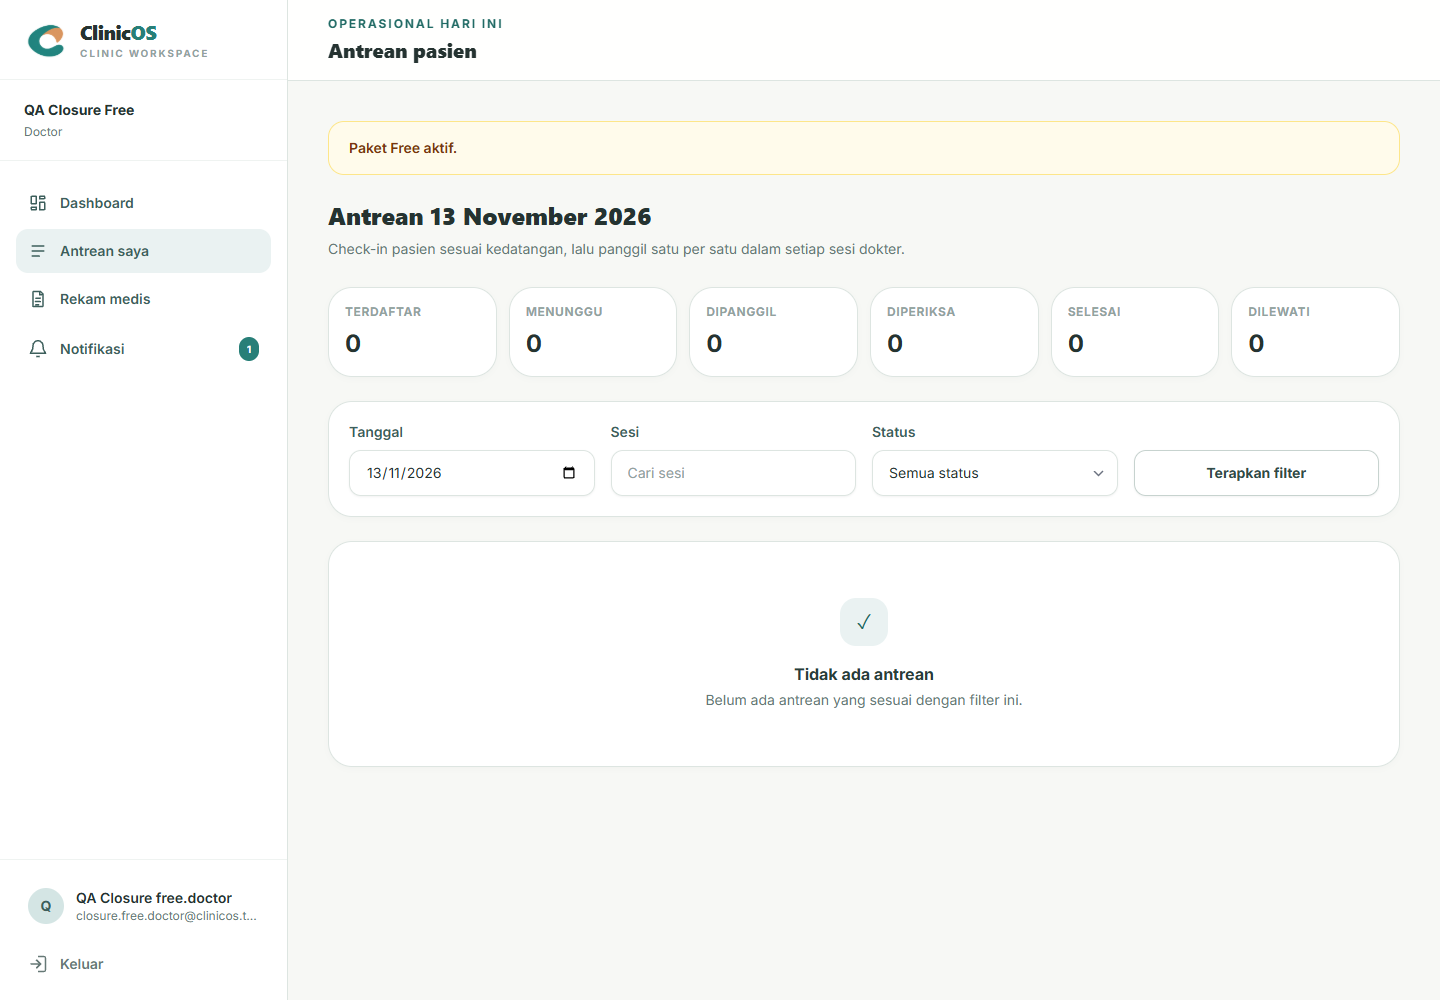 ClinicOS
CLINIC WORKSPACE
QA Closure Free
Doctor
Dashboard
Antrean saya
Rekam medis
Notifikasi
1
Q
QA Closure free.doctor
closure.free.doctor@clinicos.t...
Keluar
OPERASIONAL HARI INI
Antrean pasien
Paket Free aktif.
Antrean 13 November 2026
Check-in pasien sesuai kedatangan, lalu panggil satu per satu dalam setiap sesi dokter.
TERDAFTAR
0
MENUNGGU
0
DIPANGGIL
0
DIPERIKSA
0
SELESAI
0
DILEWATI
0
Tanggal
13/11/2026
Sesi
Cari sesi
Status
Semua status
Terapkan filter
Tidak ada antrean
Belum ada antrean yang sesuai dengan filter ini.